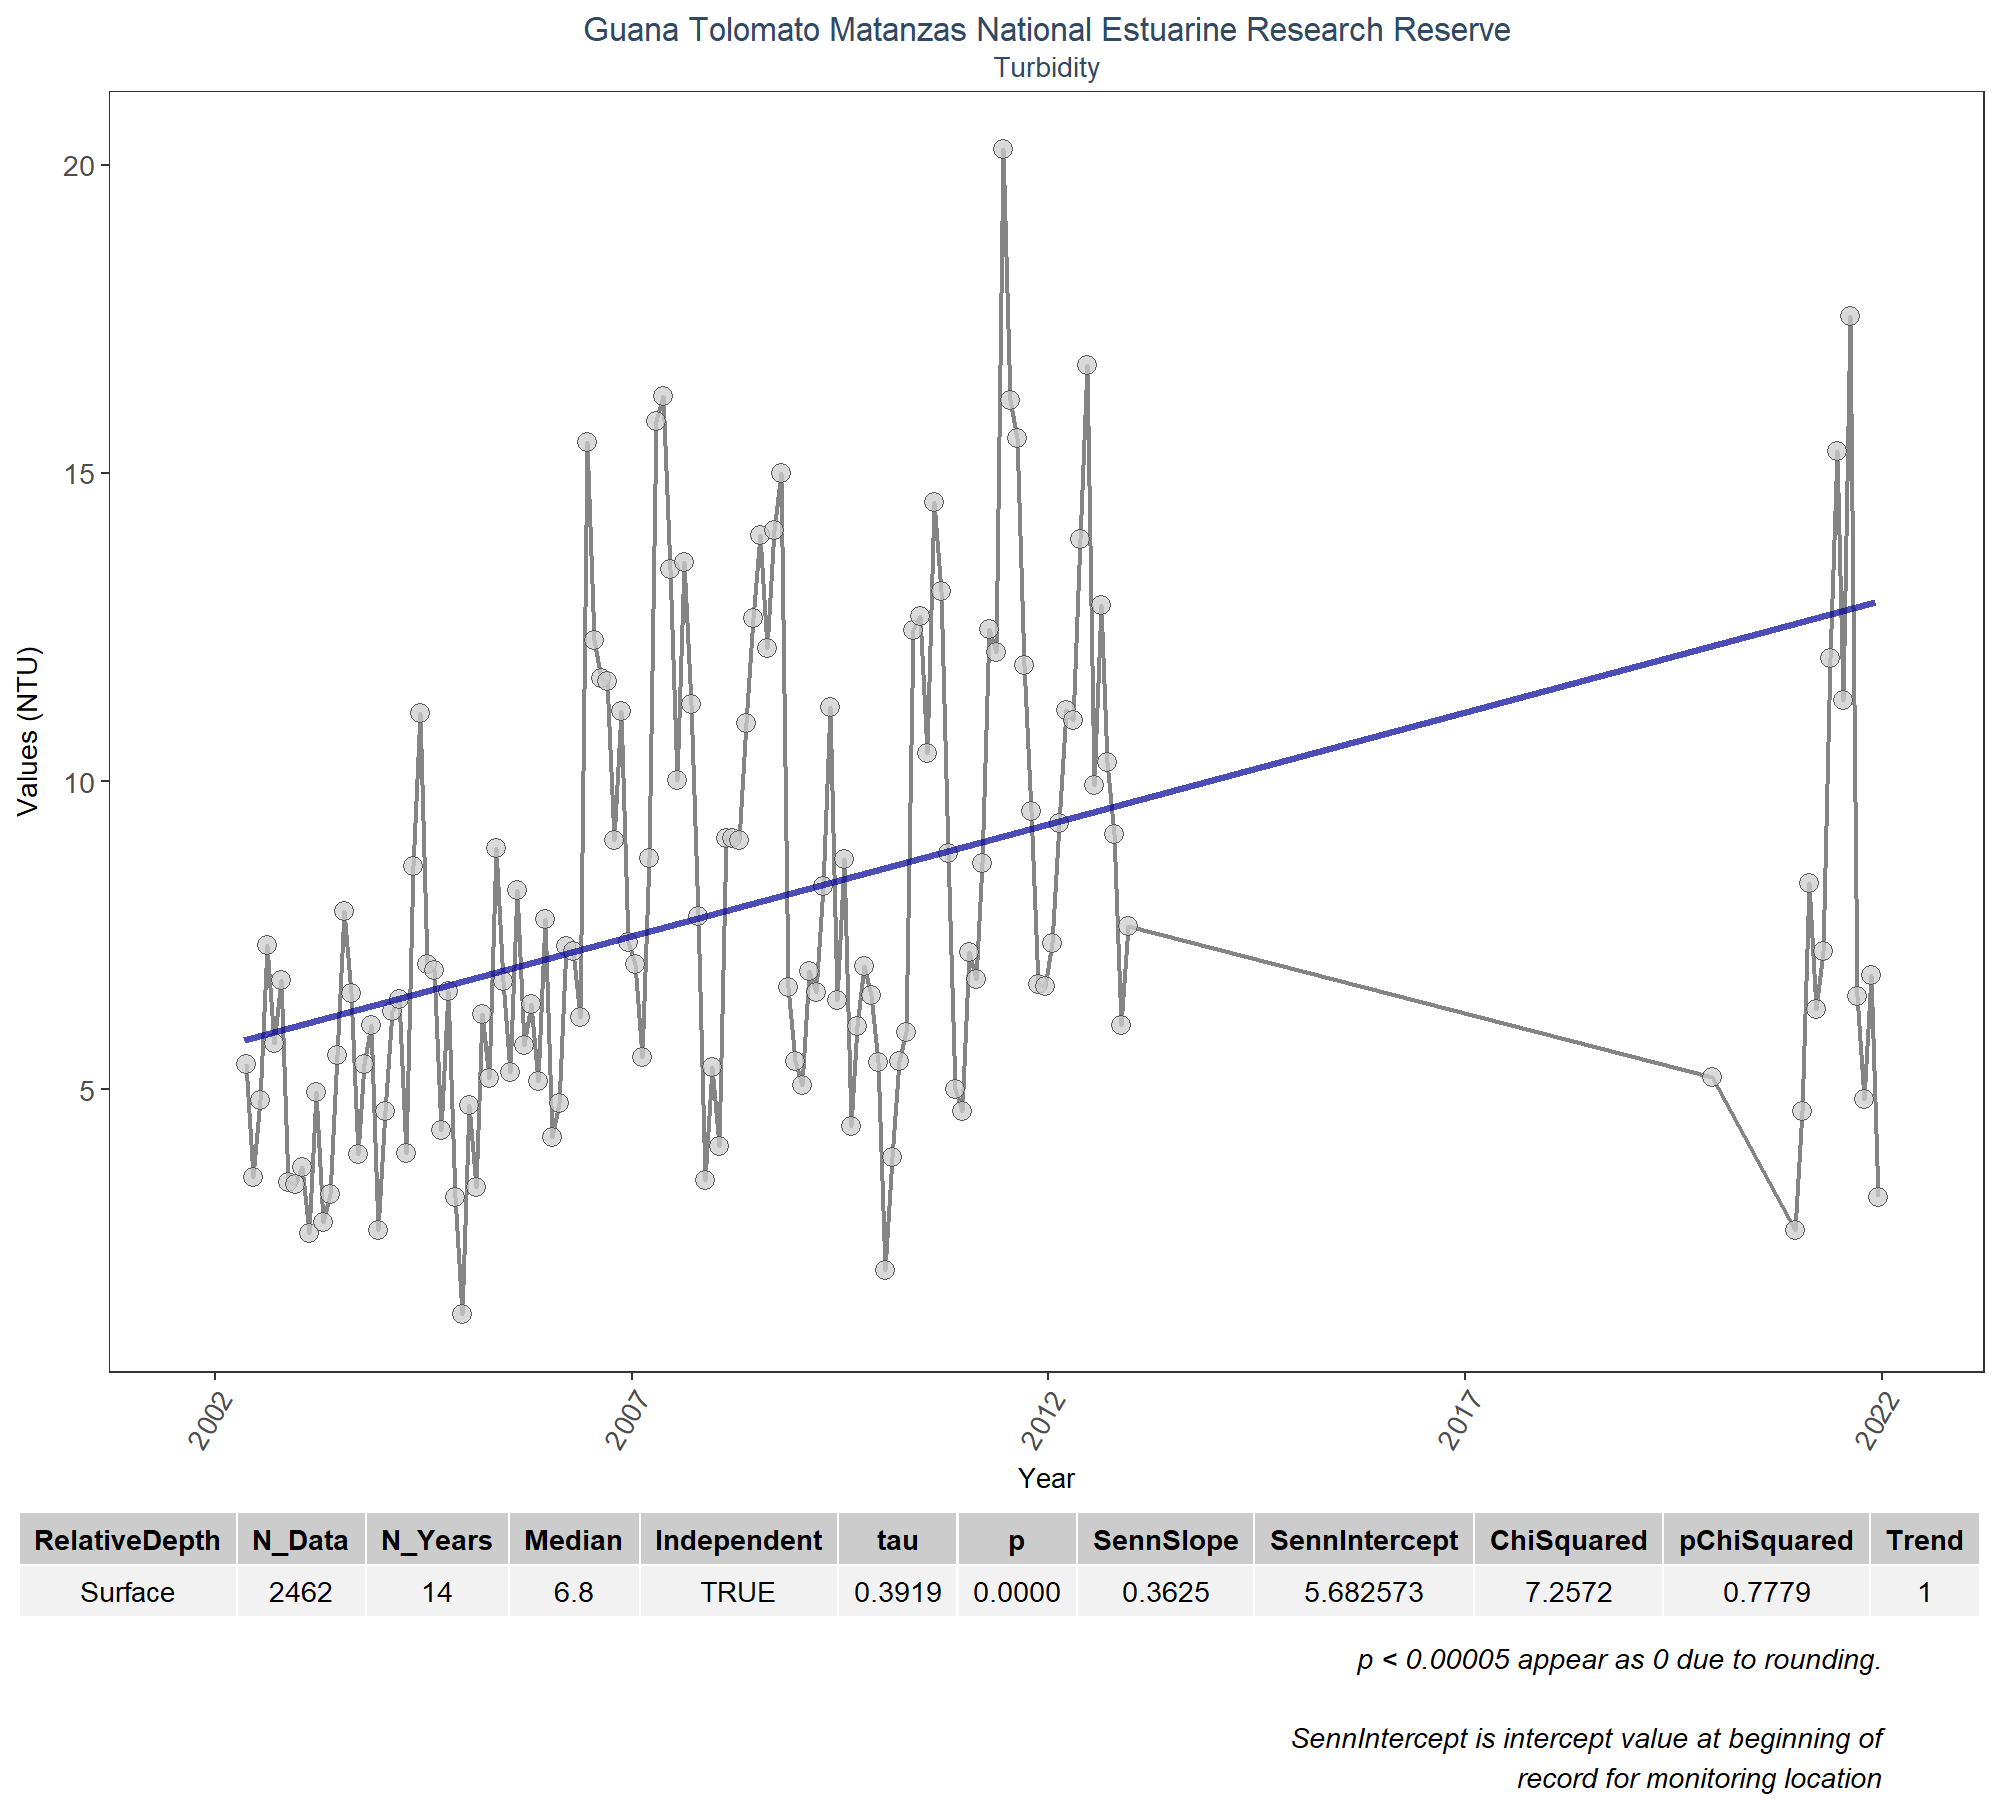 Guana Tolomato Matanzas National Estuarine Research Reserve
Turbidity
Values (NTU)
20
15
10
5
2002 2007 2012 2017 2022
Year
RelativeDepth N_Data N_Years Median Independent tau p SennSlope SennIntercept ChiSquared pChiSquared Trend
Surface 2462 14 6.8 TRUE 0.3919 0.0000 0.3625 5.682573 7.2572 0.7779 1
p < 0.00005 appear as 0 due to rounding.
SennIntercept is intercept value at beginning of
record for monitoring location